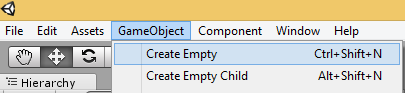 File Edit Assets GameObject Component Window Help
Create Empty Ctrl+Shift+N
Create Empty Child Alt+Shift+N
Hierarchy